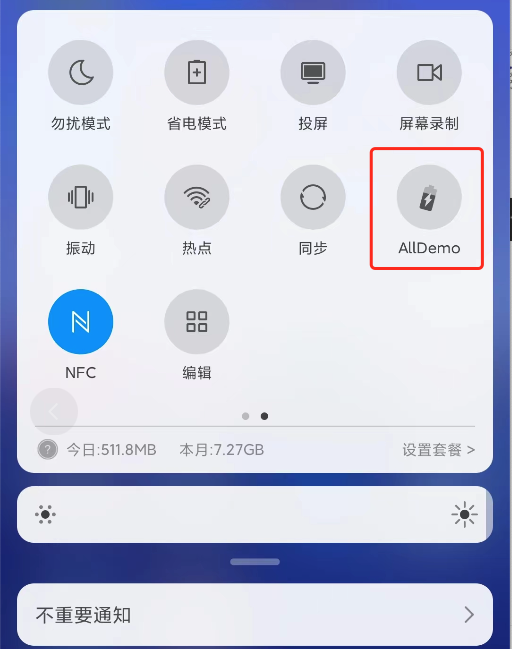 勿扰模式 省电模式 投屏 屏幕录制
振动 热点 同步 AllDemo
NFC 编辑
? 今日:511.8MB 本月:7.27GB 设置套餐 >
不重要通知